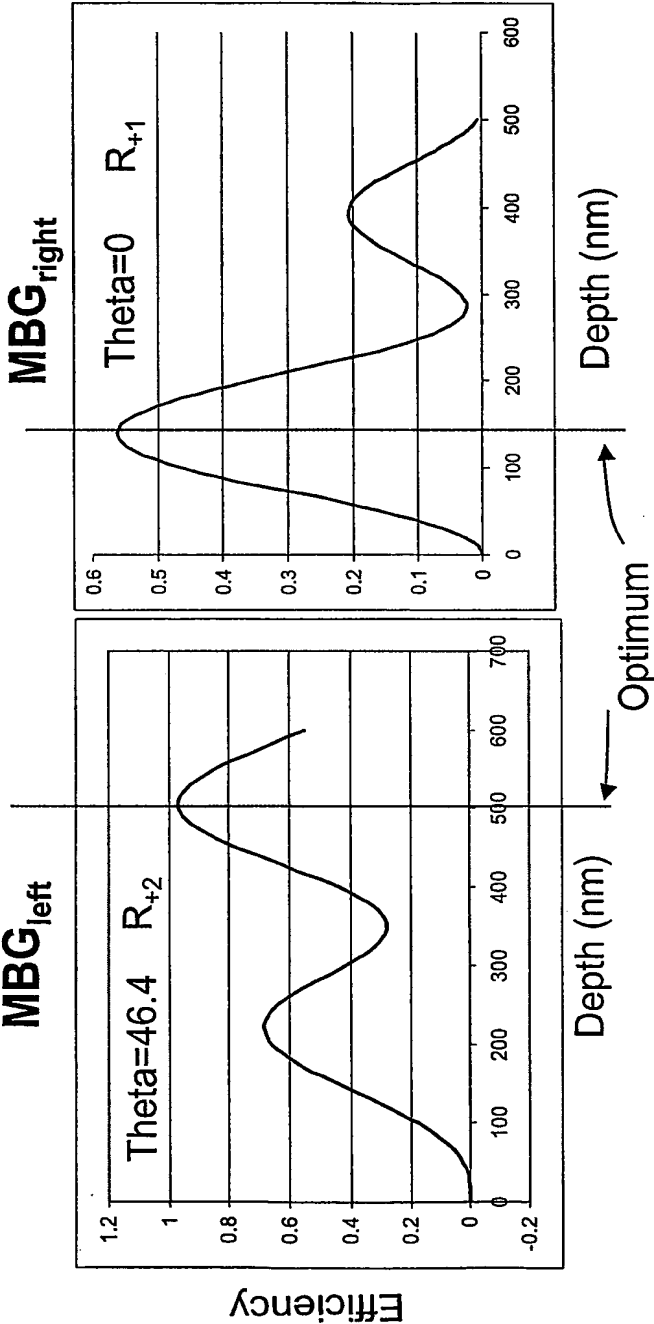 MBGleft
MBGright
Efficiency
Theta=46.4 R+2
1.2
1
0.8
0.6
0.4
0.2
0
-0.2
0 100 200 300 400 500 600 700
Depth (nm)
Theta=0 R+1
0.6
0.5
0.4
0.3
0.2
0.1
0
0 100 200 300 400 500 600
Depth (nm)
Optimum